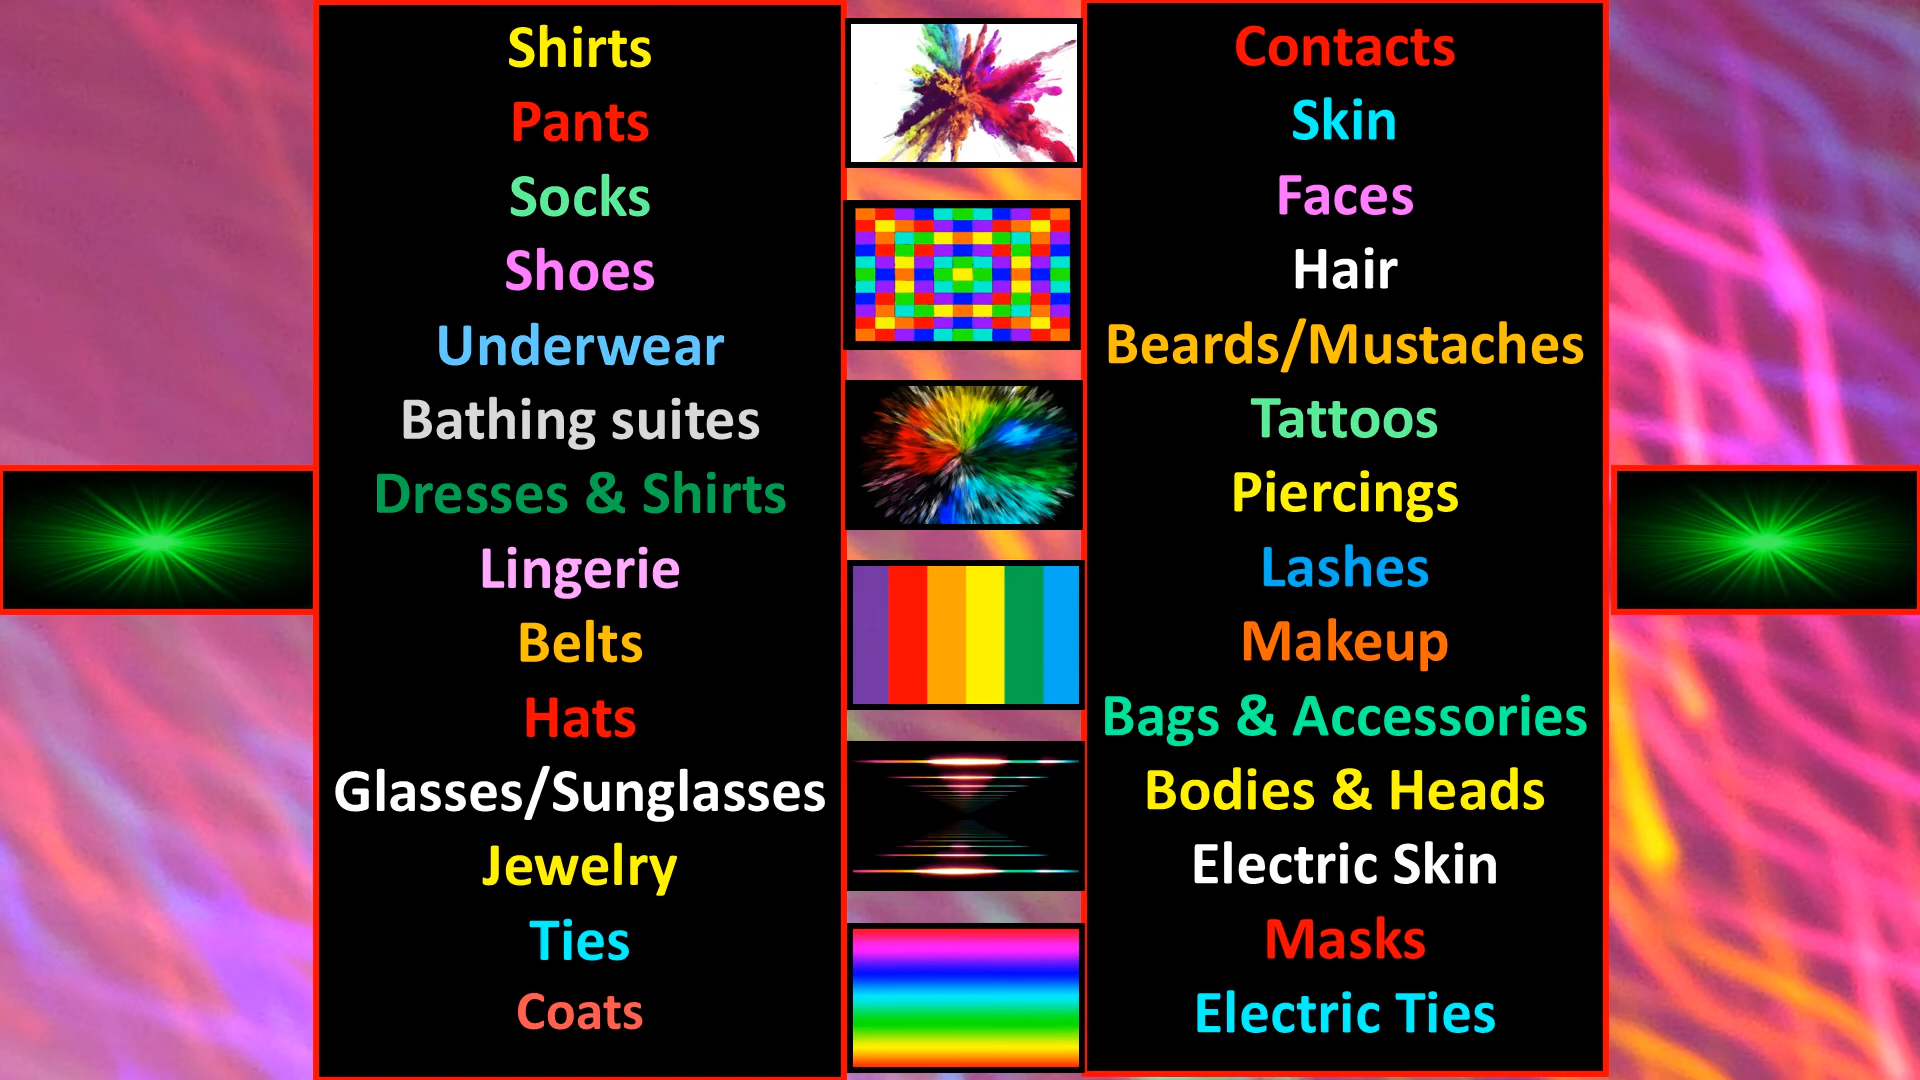 Shirts
Pants
Socks
Shoes
Underwear
Bathing suites
Dresses & Shirts
Lingerie
Belts
Hats
Glasses/Sunglasses
Jewelry
Ties
Coats
Contacts
Skin
Faces
Hair
Beards/Mustaches
Tattoos
Piercings
Lashes
Makeup
Bags & Accessories
Bodies & Heads
Electric Skin
Masks
Electric Ties